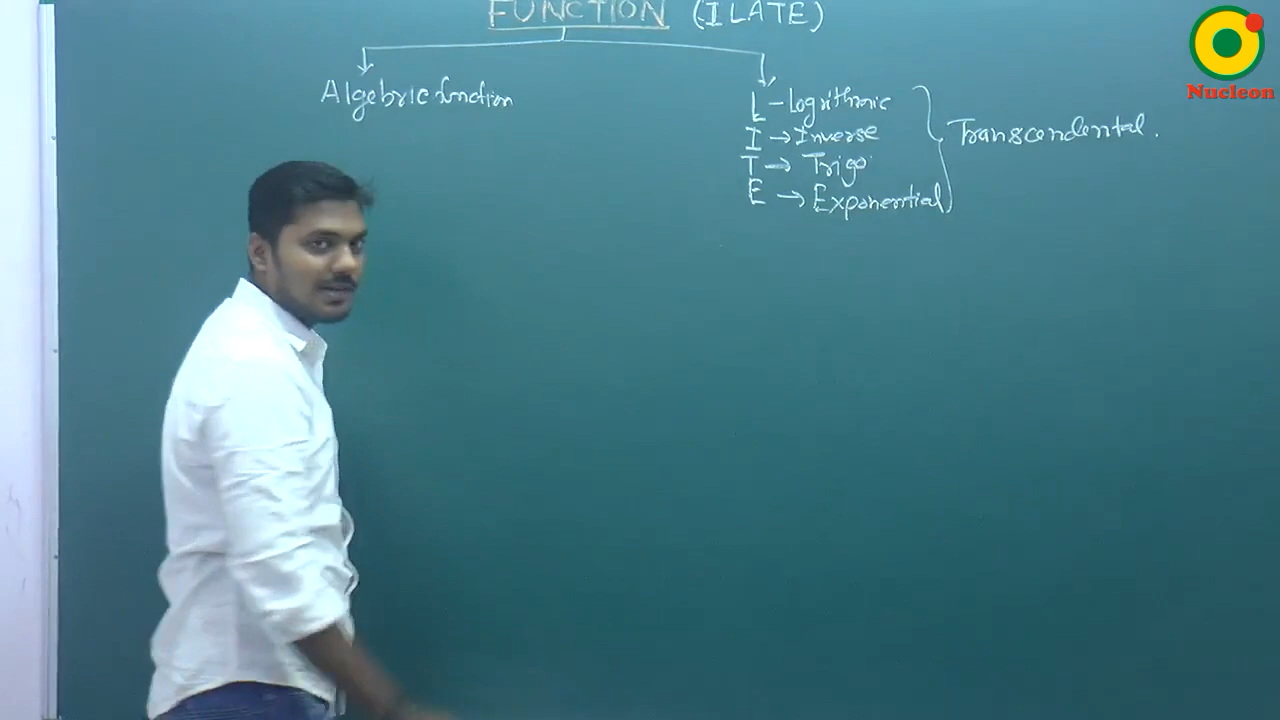 FUNCTION (ILATE)
Algebric function
L - Logrithmic
I → Inverse
T → Trigo
E → Exponential
Transcendental.
Nucleon